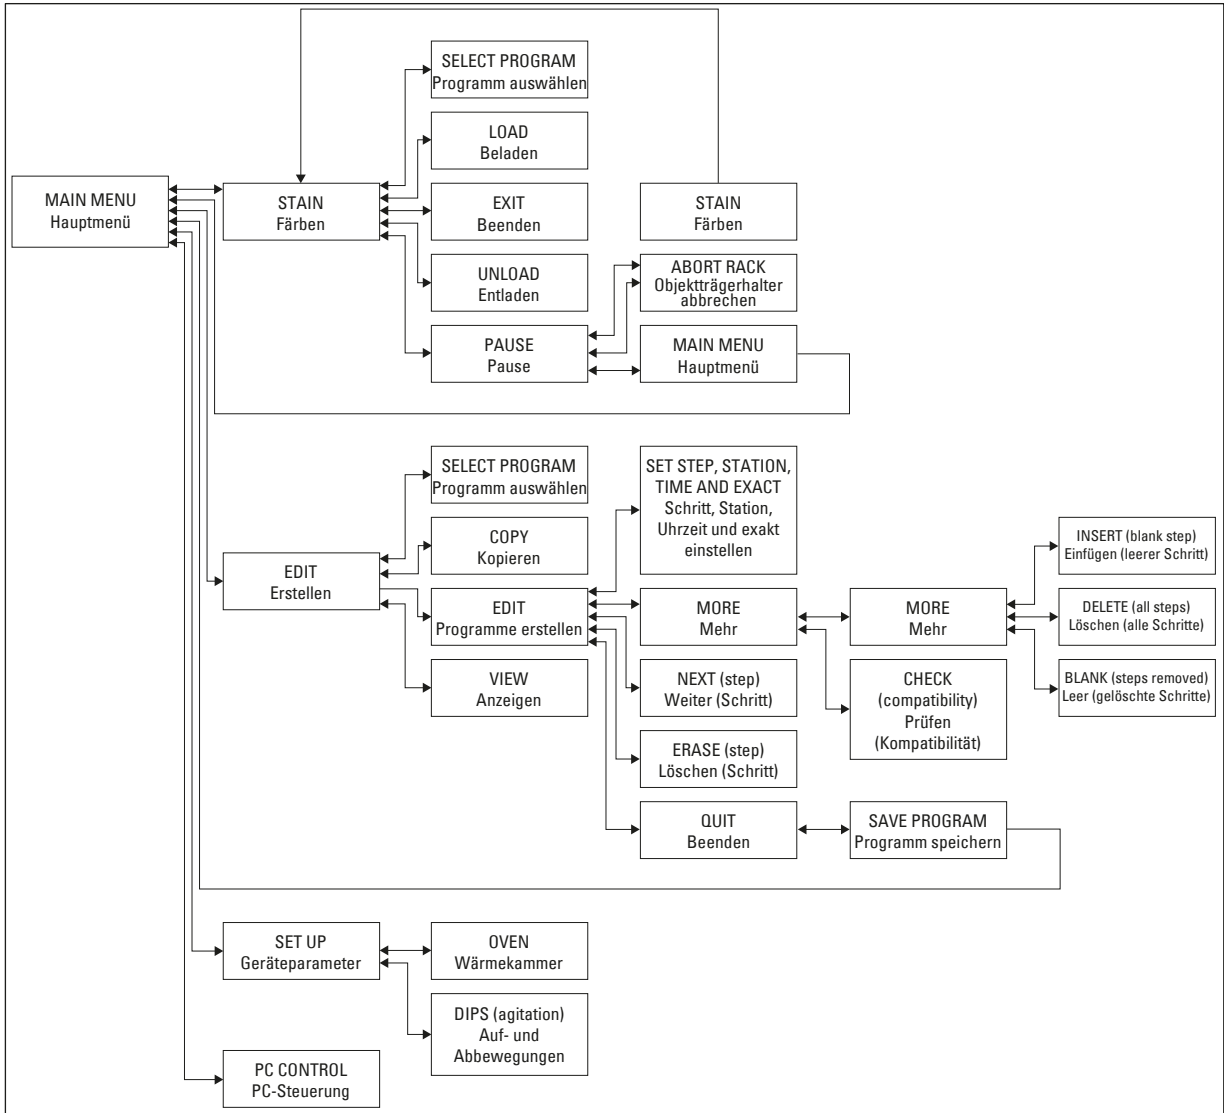 MAIN MENU
Hauptmenü
STAIN
Färben
SELECT PROGRAM
Programm auswählen
LOAD
Beladen
EXIT
Beenden
UNLOAD
Entladen
PAUSE
Pause
STAIN
Färben
ABORT RACK
Objektträgerhalter
abbrechen
MAIN MENU
Hauptmenü
EDIT
Erstellen
SELECT PROGRAM
Programm auswählen
COPY
Kopieren
EDIT
Programme erstellen
VIEW
Anzeigen
SET STEP, STATION,
TIME AND EXACT
Schritt, Station,
Uhrzeit und exakt
einstellen
MORE
Mehr
NEXT (step)
Weiter (Schritt)
ERASE (step)
Löschen (Schritt)
QUIT
Beenden
MORE
Mehr
CHECK
(compatibility)
Prüfen
(Kompatibilität)
SAVE PROGRAM
Programm speichern
INSERT (blank step)
Einfügen (leerer Schritt)
DELETE (all steps)
Löschen (alle Schritte)
BLANK (steps removed)
Leer (gelöschte Schritte)
SET UP
Geräteparameter
OVEN
Wärmekammer
DIPS (agitation)
Auf- und
Abbewegungen
PC CONTROL
PC-Steuerung